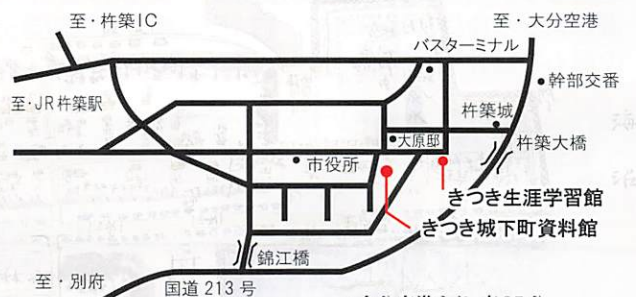 至・杵築IC
至・大分空港
バスターミナル
幹部交番
至・JR杵築駅
杵築城
大原邸
杵築大橋
市役所
きつき生涯学習館
きつき城下町資料館
錦江橋
至・別府
国道213号